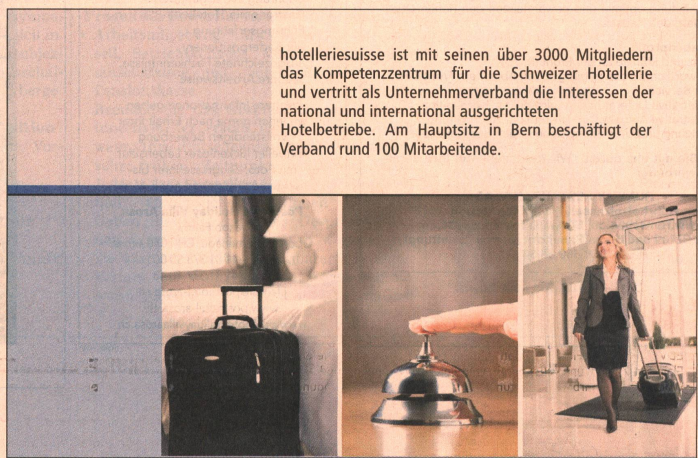 hotelleriesuisse ist mit seinen über 3000 Mitgliedern
das Kompetenzzentrum für die Schweizer Hotellerie
und vertritt als Unternehmerverband die Interessen der
national und international ausgerichteten
Hotelbetriebe. Am Hauptsitz in Bern beschäftigt der
Verband rund 100 Mitarbeitende.